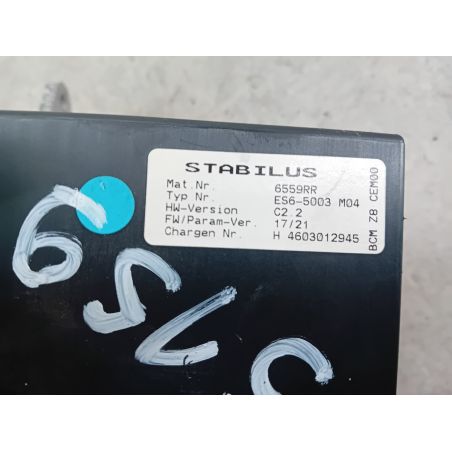 STABILUS
Mat.Nr. 6559RR
Typ Nr. ES6-5003 M04
HW-Version C2.2
FW/Param-Ver. 17/21
Chargen Nr. H 4603012945
BCM Z8 CEM00